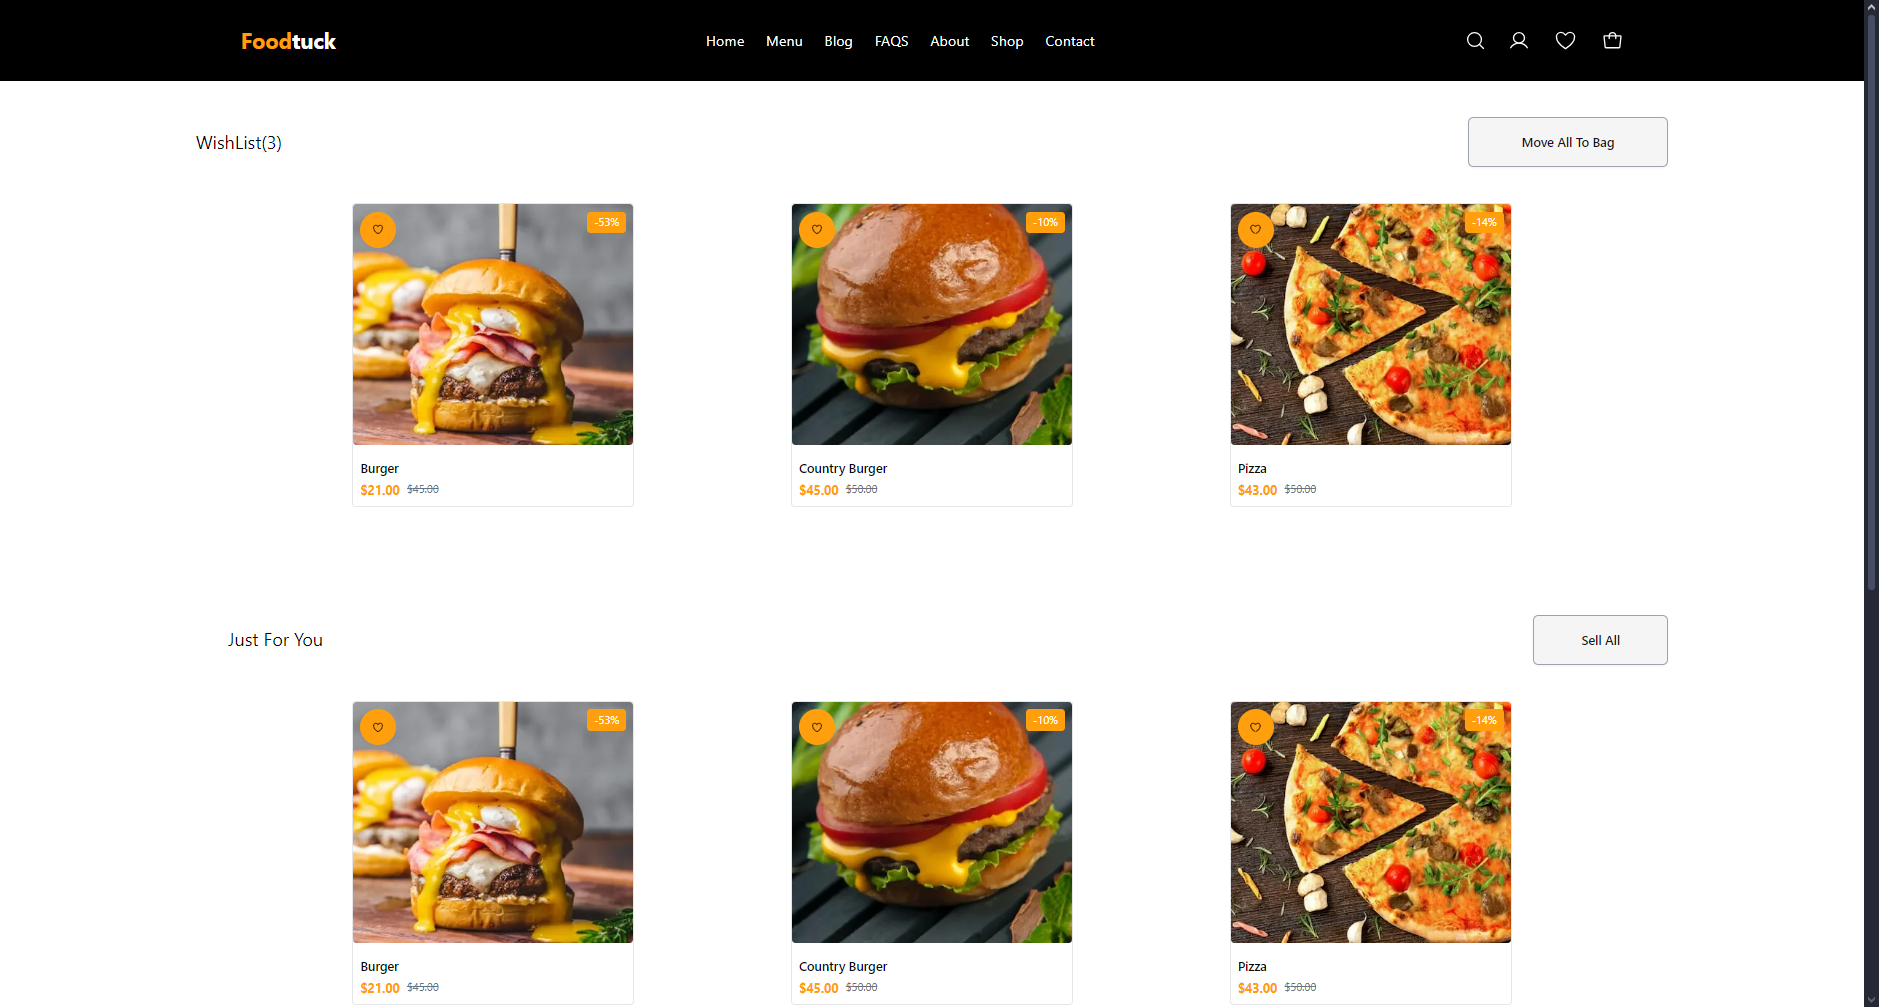 Foodtuck
Home Menu Blog FAQS About Shop Contact
WishList(3)
Move All To Bag
-53%
-10%
-14%
Burger
$21.00 $45.00
Country Burger
$45.00 $50.00
Pizza
$43.00 $50.00
Just For You
Sell All
-53%
-10%
-14%
Burger
$21.00 $45.00
Country Burger
$45.00 $50.00
Pizza
$43.00 $50.00